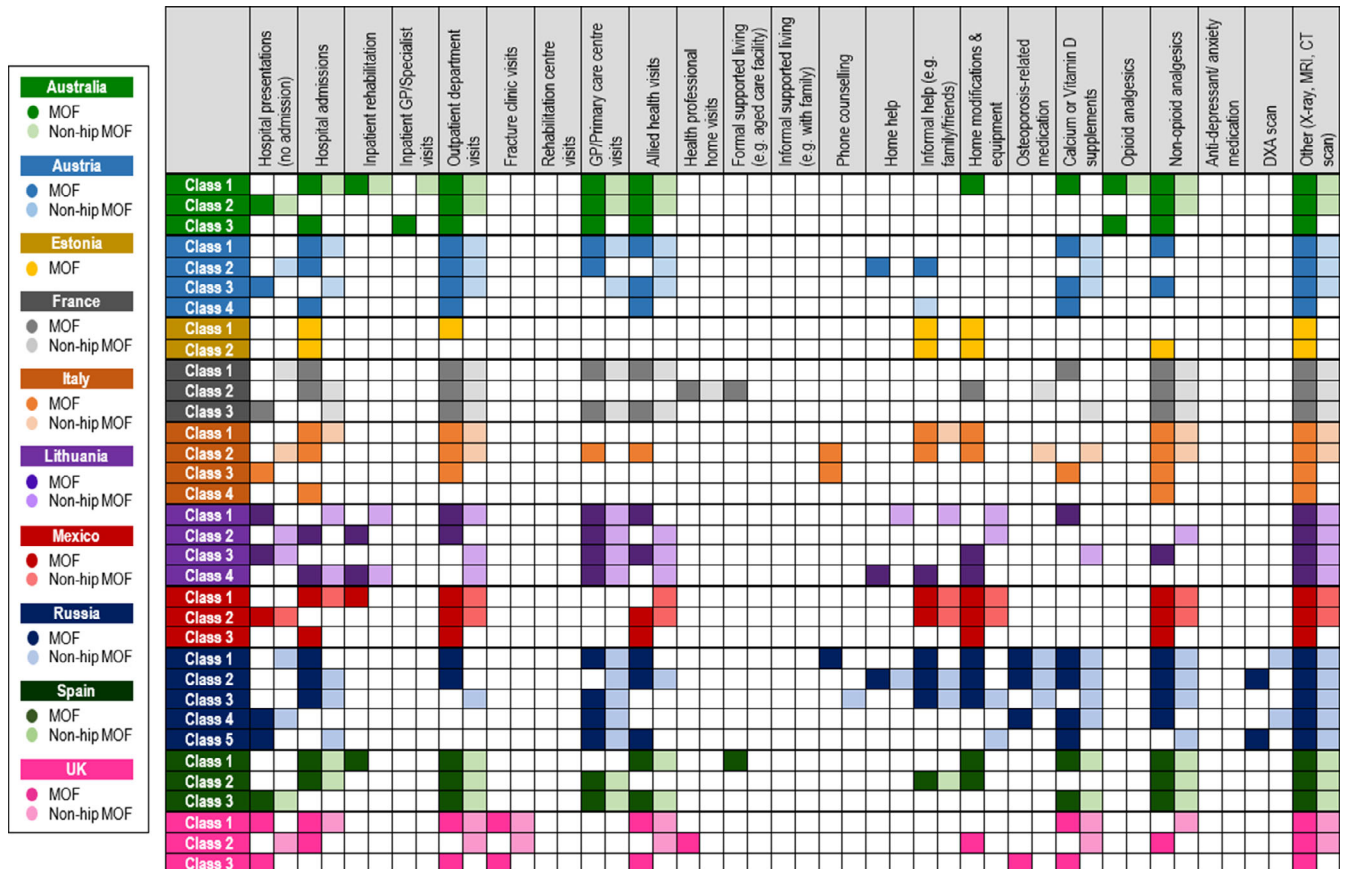 Australia
MOF
Non-hip MOF
Austria
MOF
Non-hip MOF
Estonia
MOF
France
MOF
Non-hip MOF
Italy
MOF
Non-hip MOF
Lithuania
MOF
Non-hip MOF
Mexico
MOF
Non-hip MOF
Russia
MOF
Non-hip MOF
Spain
MOF
Non-hip MOF
UK
MOF
Non-hip MOF
Hospital presentations
(no admission)
Hospital admissions
Inpatient rehabilitation
Inpatient GP/Specialist
visits
Outpatient department
visits
Fracture clinic visits
Rehabilitation centre
visits
GP/Primary care centre
visits
Allied health visits
Health professional
home visits
Formal supported living
(e.g. aged care facility)
Informal supported living
(e.g. with family)
Phone counselling
Home help
Informal help (e.g.
family/friends)
Home modifications &
equipment
Osteoporosis-related
medication
Calcium or Vitamin D
supplements
Opioid analgesics
Non-opioid analgesics
Anti-depressant/ anxiety
medication
DXA scan
Other (X-ray, MRI, CT
scan)
Class 1
Class 2
Class 3
Class 1
Class 2
Class 3
Class 4
Class 1
Class 2
Class 1
Class 2
Class 3
Class 1
Class 2
Class 3
Class 4
Class 1
Class 2
Class 3
Class 4
Class 1
Class 2
Class 3
Class 1
Class 2
Class 3
Class 4
Class 5
Class 1
Class 2
Class 3
Class 1
Class 2
Class 3